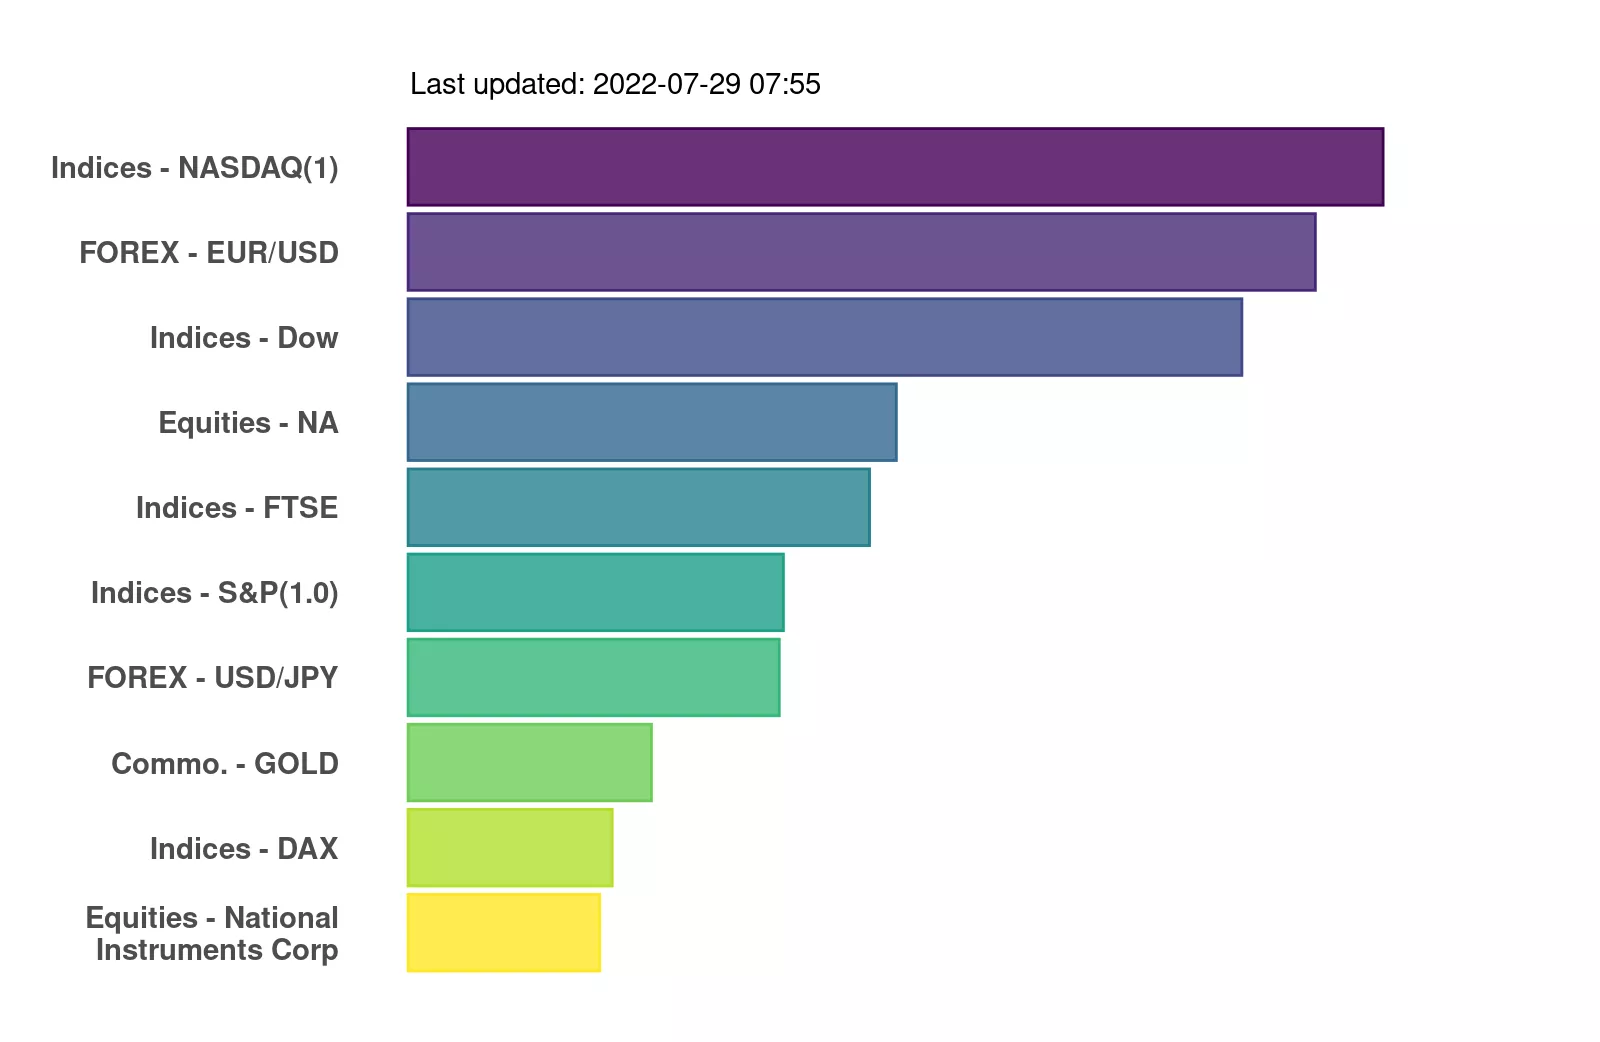 Last updated: 2022-07-29 07:55
Indices - NASDAQ(1)
FOREX - EUR/USD
Indices - Dow
Equities - NA
Indices - FTSE
Indices - S&P(1.0)
FOREX - USD/JPY
Commo. - GOLD
Indices - DAX
Equities - National
Instruments Corp